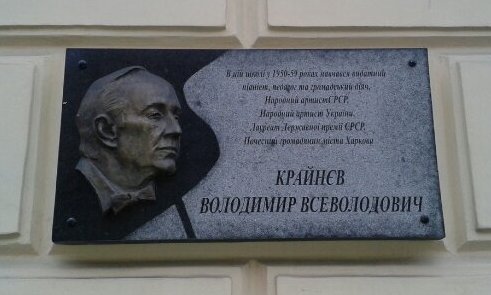 В цій школі у 1950-59 роках навчався видатний
піаніст, педагог та громадський діяч,
Народний артист СРСР,
Народний артист України,
Лауреат Державної премії СРСР,
Почесний громадянин міста Харкова
КРАЙНЄВ
ВОЛОДИМИР ВСЕВОЛОДОВИЧ